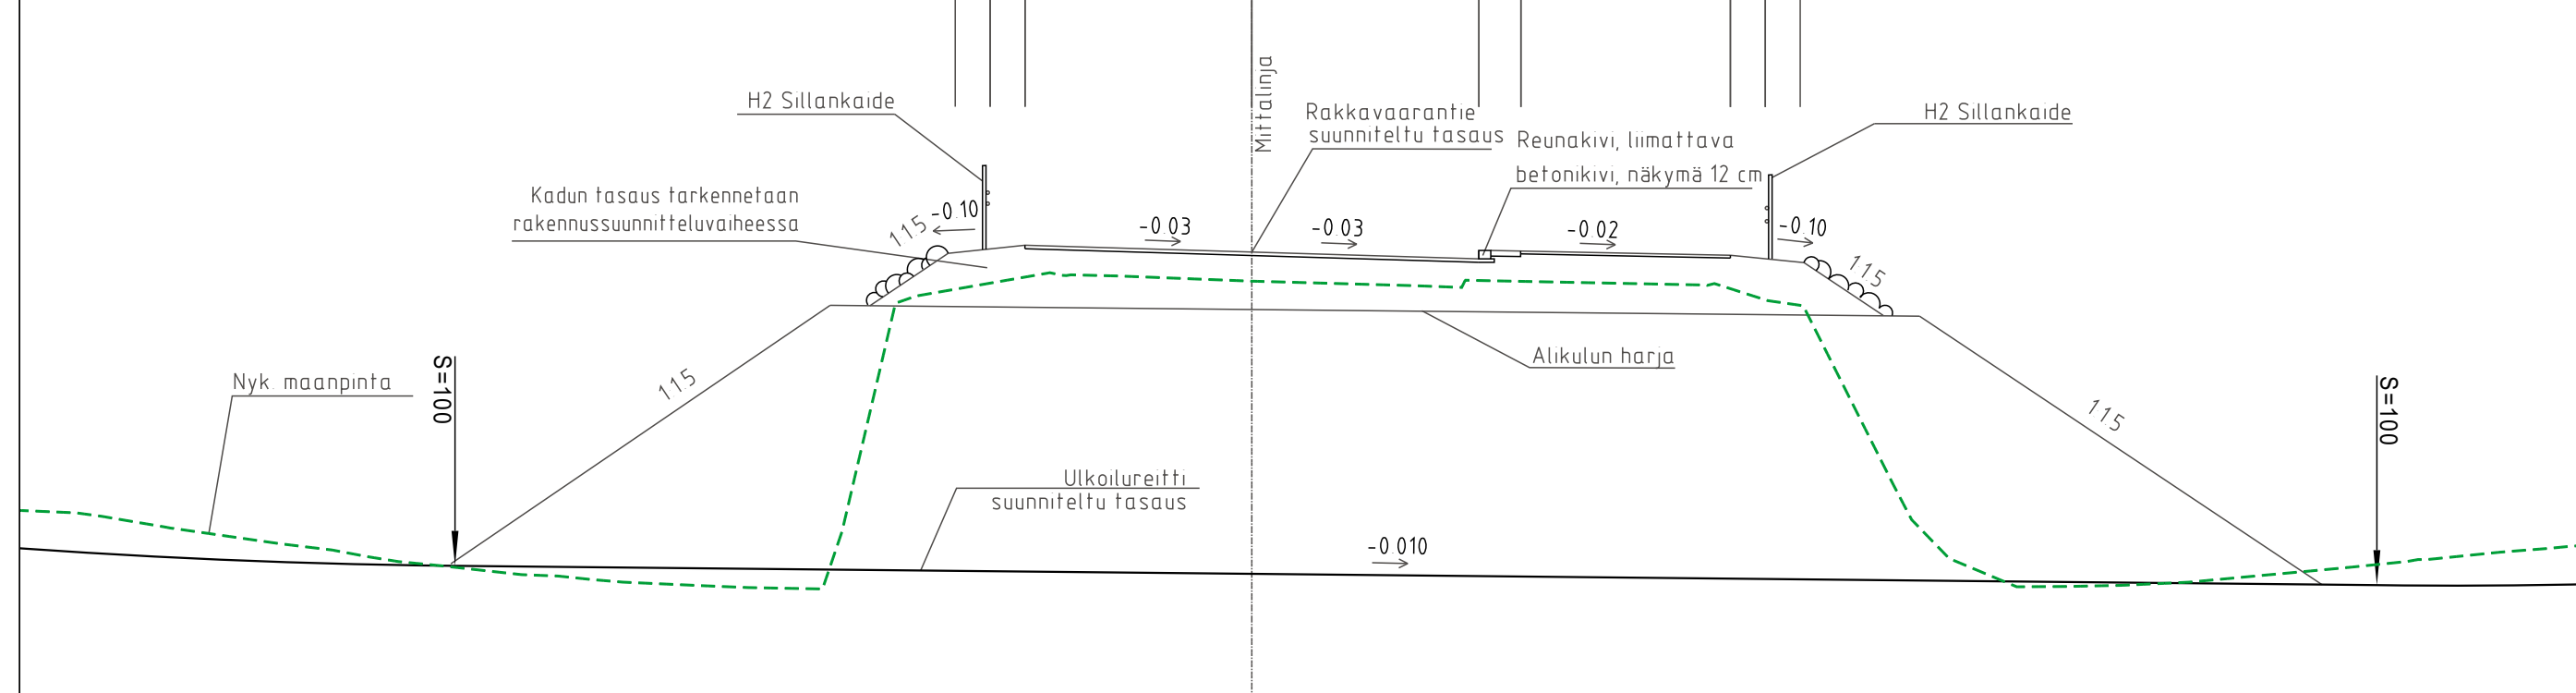 H2 Sillankaide
Mittalinja
Rakkavaarantie
suunniteltu tasaus
Reunakivi, liimattava
betonikivi, näkymä 12 cm
H2 Sillankaide
Kadun tasaus tarkennetaan
rakennussuunnitteluvaiheessa
1:1.5
-0.10
-0.03
-0.03
-0.02
-0.10
1:1.5
Alikulun harja
Nyk. maanpinta
S=100
1:1.5
S=100
1:1.5
Ulkoilureitti
suunniteltu tasaus
-0.010